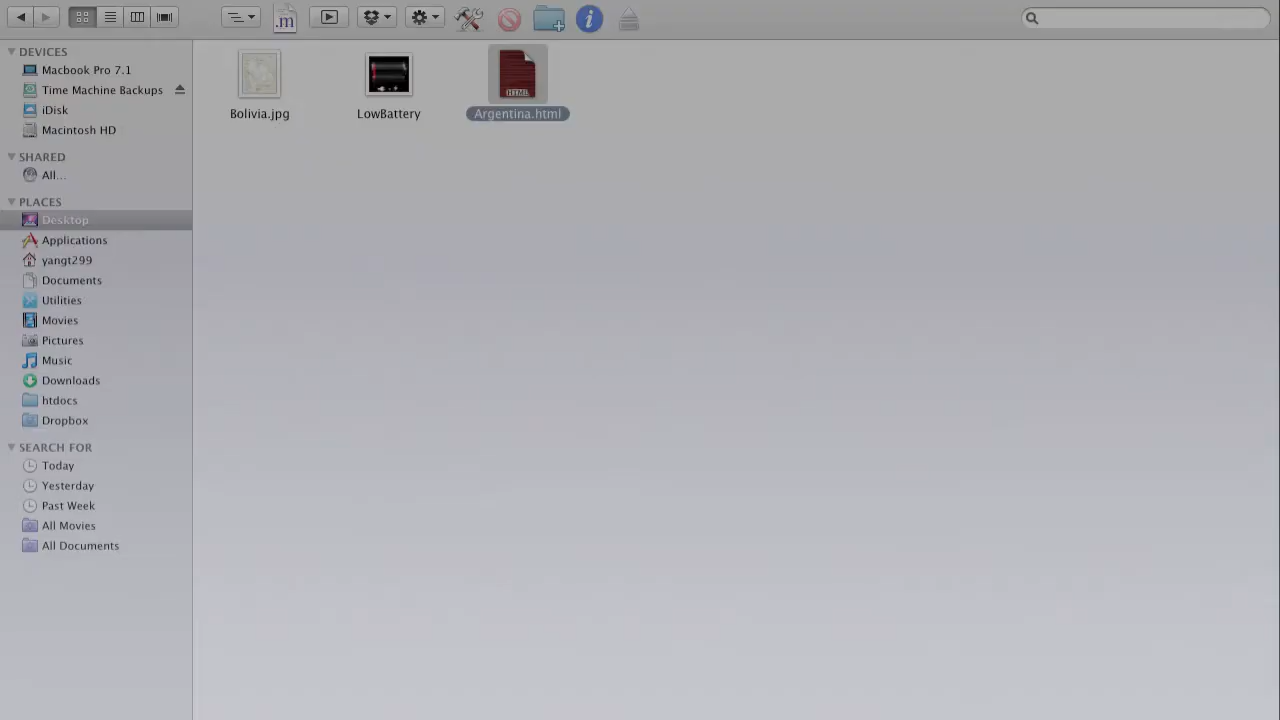 .m
DEVICES
Macbook Pro 7.1
Time Machine Backups
iDisk
Macintosh HD
SHARED
All...
PLACES
Desktop
Applications
yangt299
Documents
Utilities
Movies
Pictures
Music
Downloads
htdocs
Dropbox
SEARCH FOR
Today
Yesterday
Past Week
All Movies
All Documents
HTML
Bolivia.jpg
LowBattery
Argentina.html